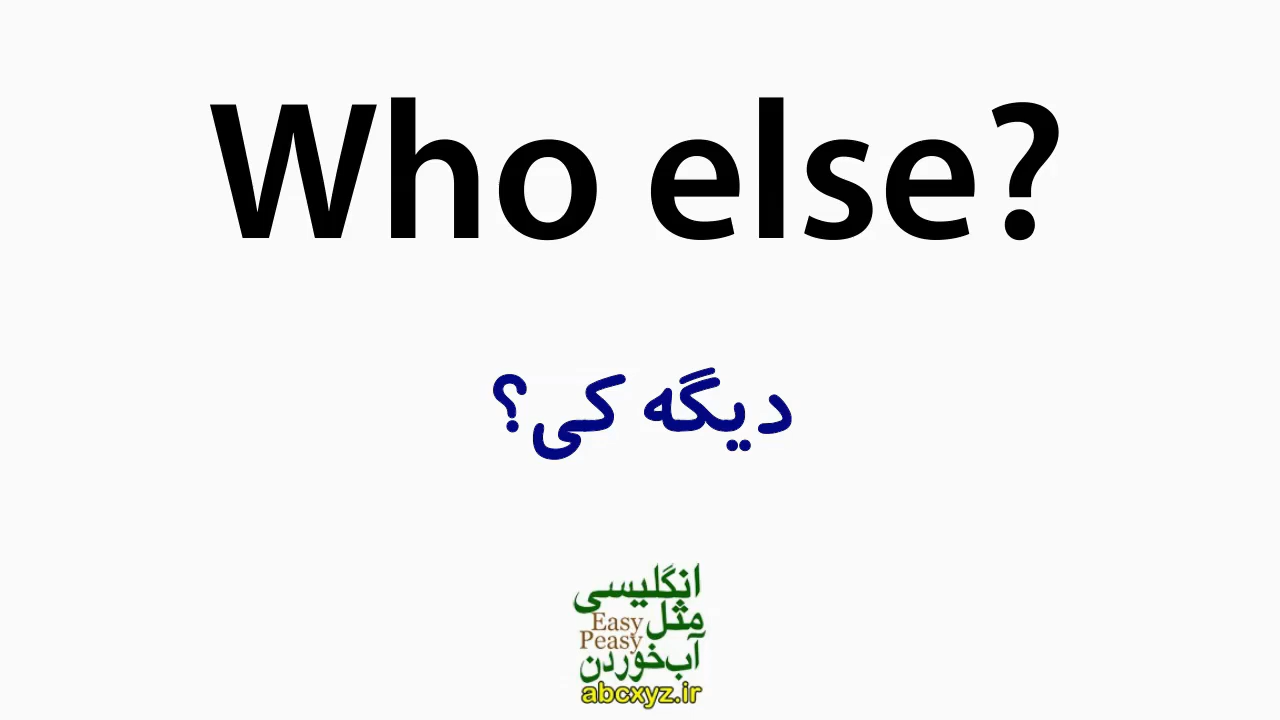 Who else?
دیگه کی؟
انگلیسی
مثل Easy
Peasy
آب‌خوردن
abcxyz.ir